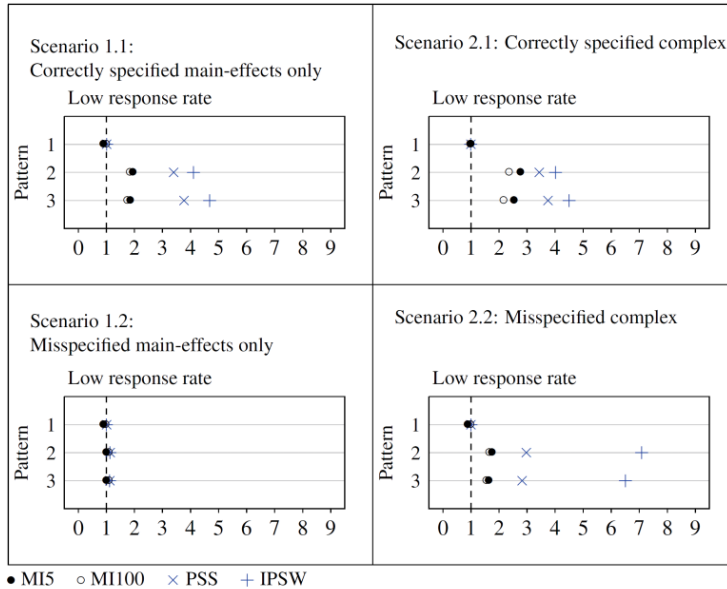 Scenario 1.1:
Correctly specified main-effects only
Low response rate
Pattern
1
2
3
0 1 2 3 4 5 6 7 8 9
Scenario 2.1: Correctly specified complex
Low response rate
Pattern
1
2
3
0 1 2 3 4 5 6 7 8 9
Scenario 1.2:
Misspecified main-effects only
Low response rate
Pattern
1
2
3
0 1 2 3 4 5 6 7 8 9
Scenario 2.2: Misspecified complex
Low response rate
Pattern
1
2
3
0 1 2 3 4 5 6 7 8 9
MI5 MI100 PSS IPSW